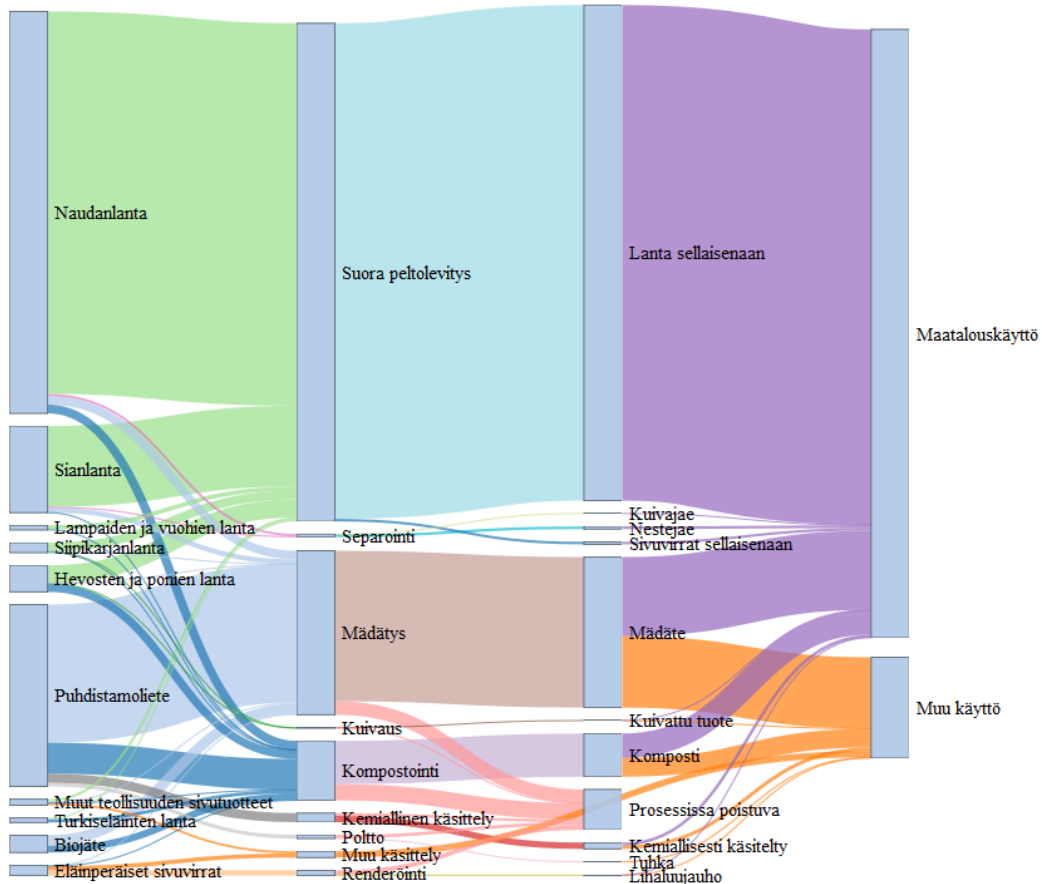 Naudanlanta
Sianlanta
Lampaiden ja vuohien lanta
Siipikarjanlanta
Hevosten ja ponien lanta
Puhdistamoliete
Muut teollisuuden sivutuotteet
Turkiseläinten lanta
Biojäte
Eläinperäiset sivuvirrat
Suora peltolevitys
Separointi
Mädätys
Kuivaus
Kompostointi
Kemiallinen käsittely
Poltto
Muu käsittely
Renderöinti
Lanta sellaisenaan
Kuivajae
Nestejae
Sivuvirrat sellaisenaan
Mädäte
Kuivattu tuote
Komposti
Prosessissa poistuva
Kemiallisesti käsitelty
Tuhka
Lihaluujauho
Maatalouskäyttö
Muu käyttö